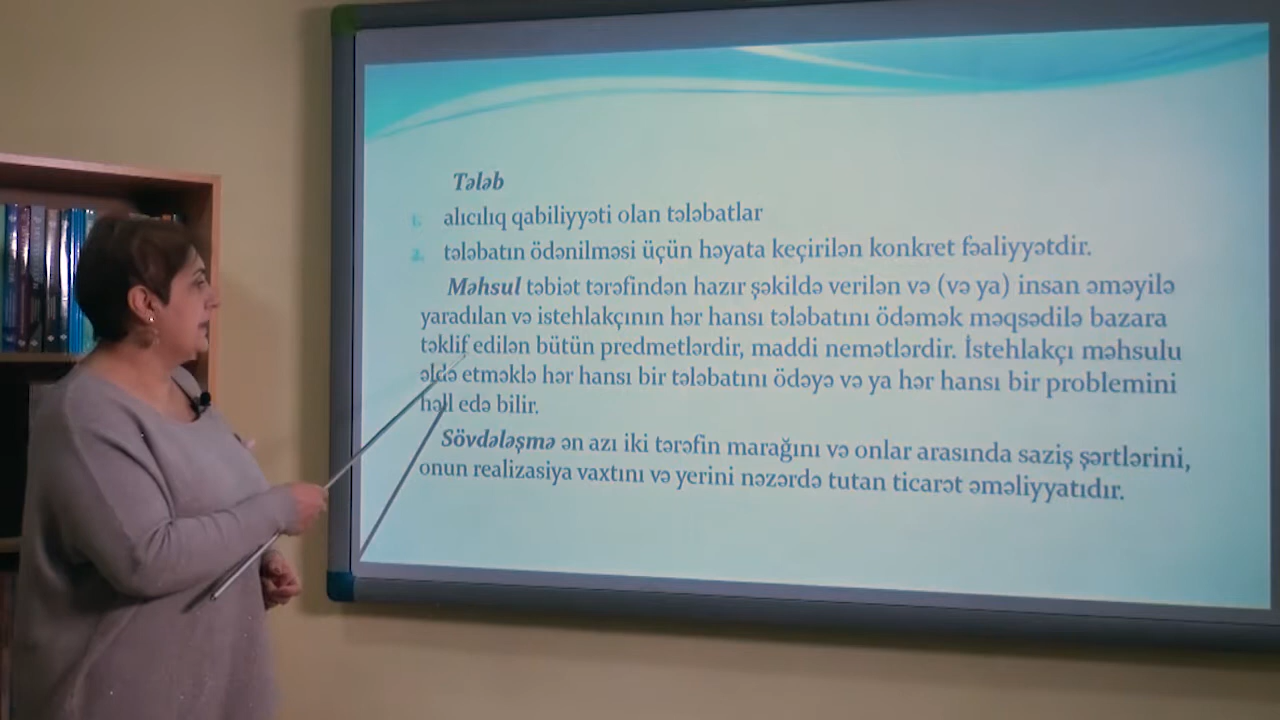 Tələb
1. alıcılıq qabiliyyəti olan tələbatlar
2. tələbatın ödənilməsi üçün həyata keçirilən konkret fəaliyyətdir.
Məhsul təbiət tərəfindən hazır şəkildə verilən və (və ya) insan əməyilə
yaradılan və istehlakçının hər hansı tələbatını ödəmək məqsədilə bazara
təklif edilən bütün predmetlərdir, maddi nemətlərdir. İstehlakçı məhsulu
əldə etməklə hər hansı bir tələbatını ödəyə və ya hər hansı bir problemini
həll edə bilir.
Sövdələşmə ən azı iki tərəfin marağını və onlar arasında saziş şərtlərini,
onun realizasiya vaxtını və yerini nəzərdə tutan ticarət əməliyyatıdır.